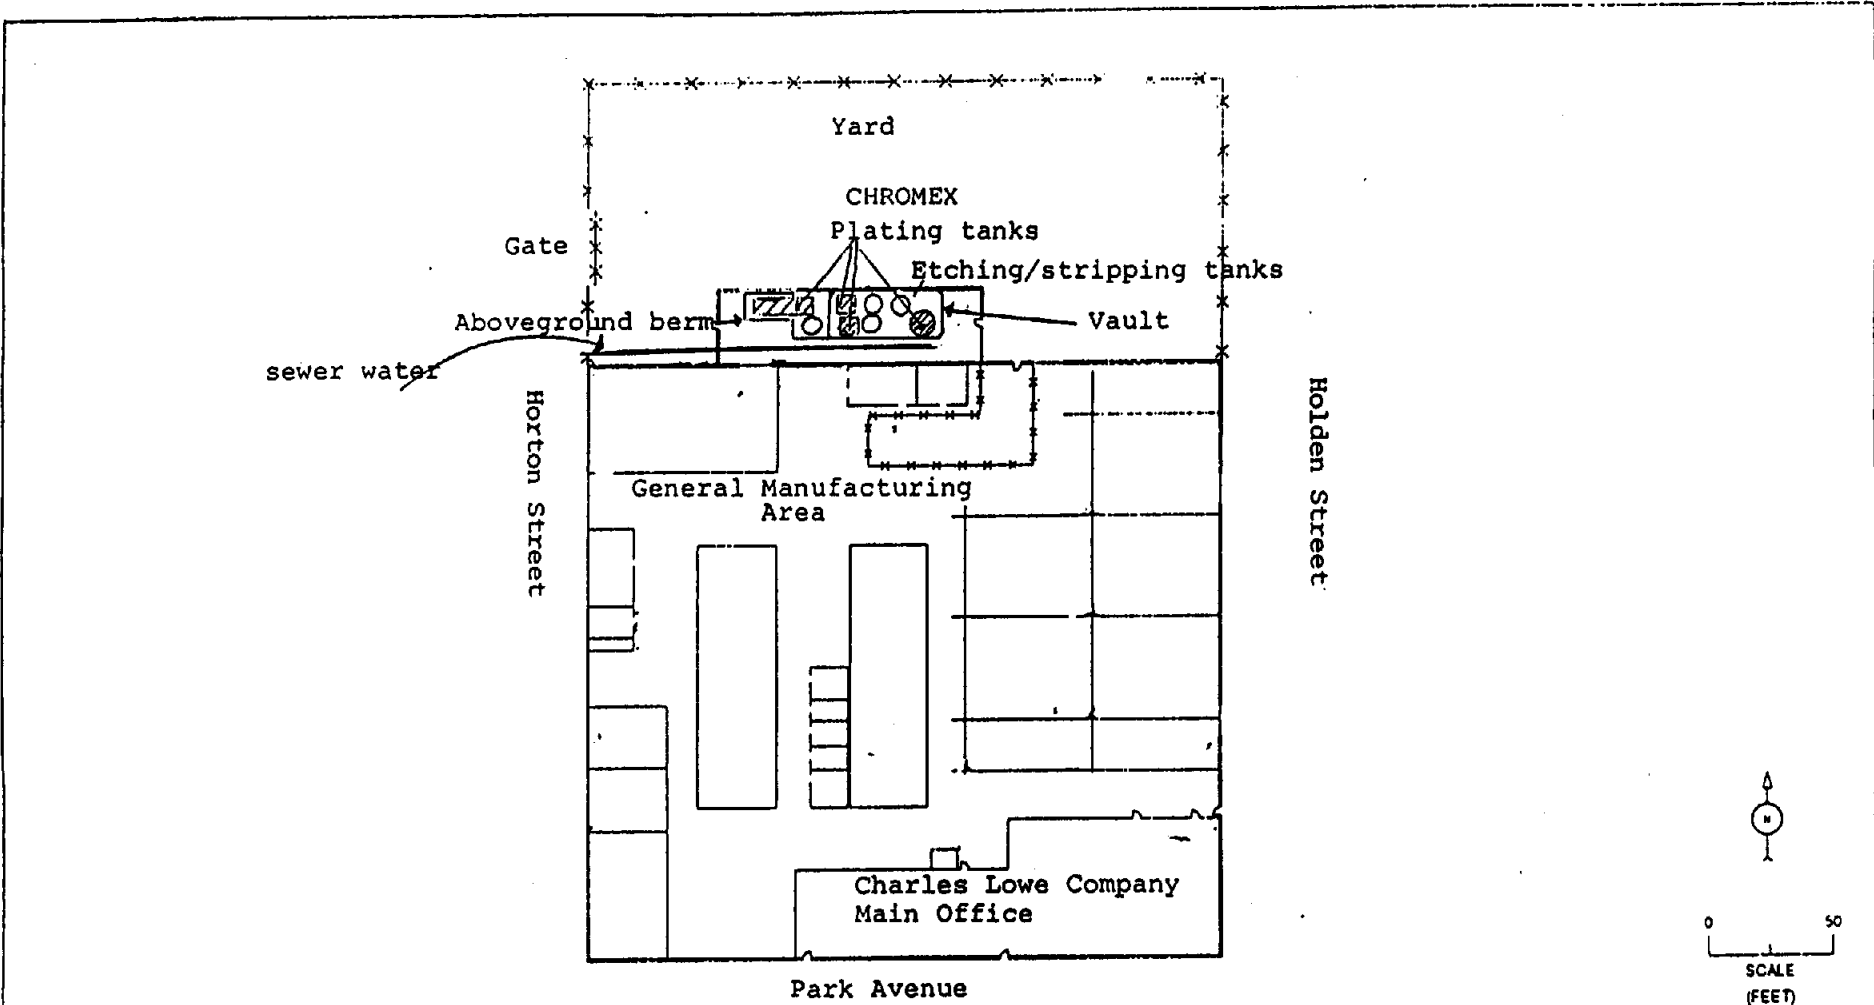 Yard
CHROMEX
Plating tanks
Gate
Etching/stripping tanks
Aboveground berm
Vault
sewer water
Horton Street
Holden Street
General Manufacturing
Area
Charles Lowe Company
Main Office
Park Avenue
N
0 50
SCALE
(FEET)